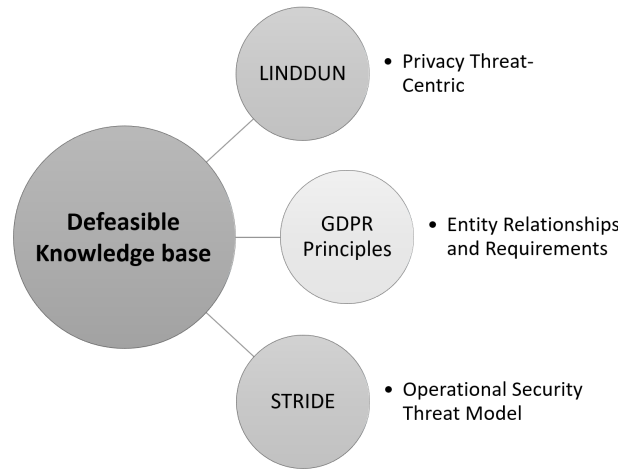 LINDDUN
• Privacy Threat-
Centric
Defeasible
Knowledge base
GDPR
Principles
• Entity Relationships
and Requirements
STRIDE
• Operational Security
Threat Model